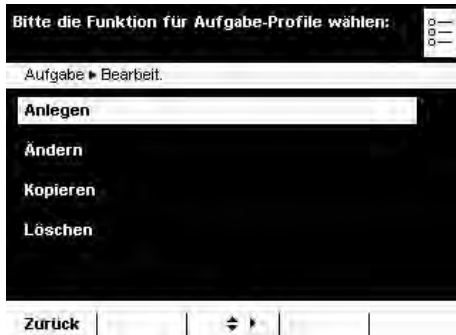 Bitte die Funktion für Aufgabe-Profile wählen:
Aufgabe ▸ Bearbeit.
Anlegen
Ändern
Kopieren
Löschen
Zurück